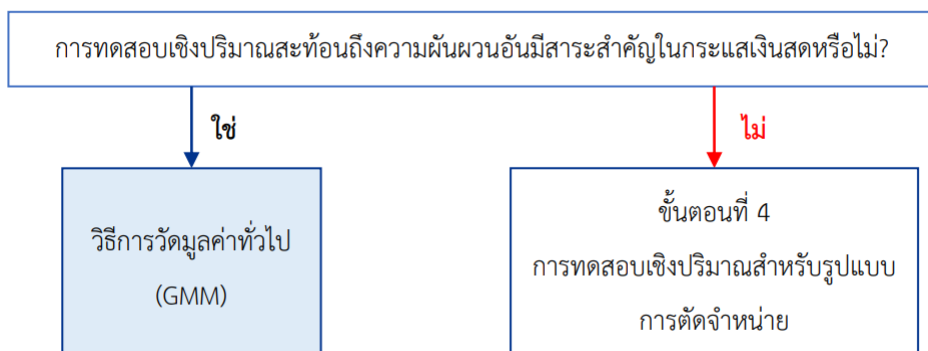 การทดสอบเชิงปริมาณสะท้อนถึงความผันผวนอันมีสาระสำคัญในกระแสเงินสดหรือไม่?
ใช่
ไม่
วิธีการวัดมูลค่าทั่วไป
(GMM)
ขั้นตอนที่ 4
การทดสอบเชิงปริมาณสำหรับรูปแบบ
การตัดจำหน่าย